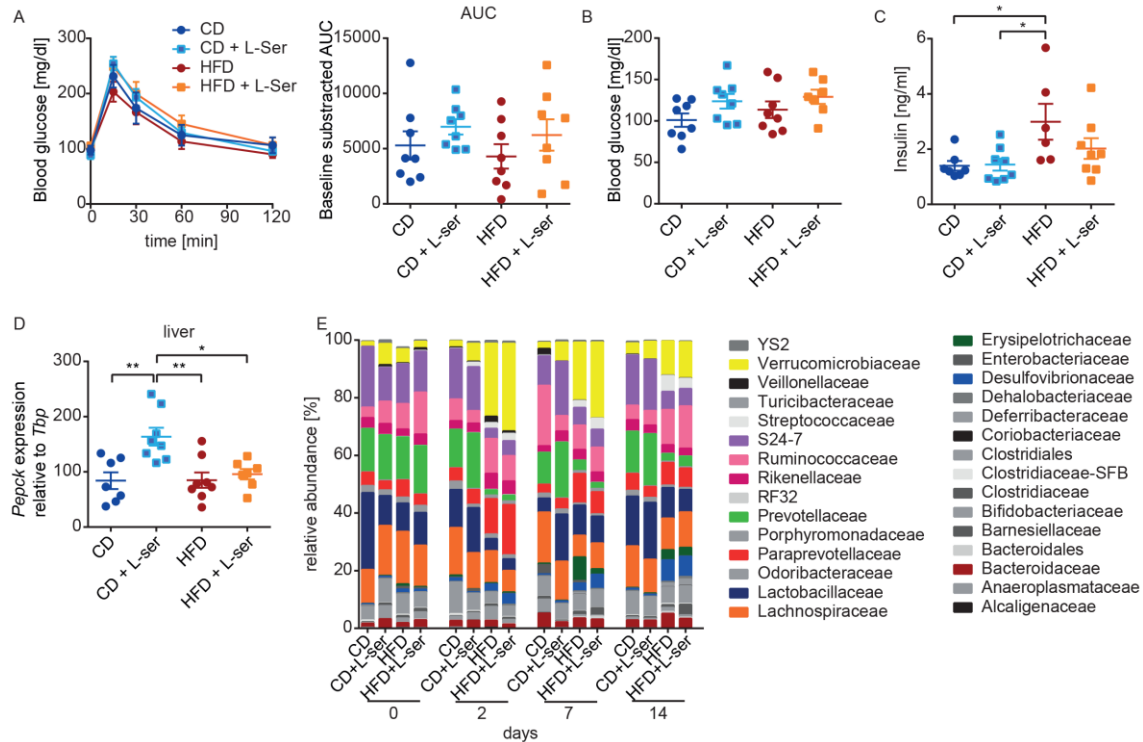 A
Blood glucose [mg/dl]
300
200
100
0
0
30
60
90
120
time [min]
CD
CD + L-Ser
HFD
HFD + L-Ser
AUC
Baseline substracted AUC
15000
10000
5000
0
CD
CD + L-ser
HFD
HFD + L-ser
B
Blood glucose [mg/dl]
200
150
100
50
0
CD
CD + L-ser
HFD
HFD + L-ser
C
Insulin [ng/ml]
6
4
2
0
*
*
CD
CD + L-ser
HFD
HFD + L-ser
D
liver
Pepck expression
relative to Tbp
300
200
100
0
**
**
*
CD
CD + L-ser
HFD
HFD + L-ser
E
relative abundance [%]
100
80
60
40
20
0
CD
CD+L-ser
HFD
HFD+L-ser
CD
CD+L-ser
HFD
HFD+L-ser
CD
CD+L-ser
HFD
HFD+L-ser
CD
CD+L-ser
HFD
HFD+L-ser
0
2
7
14
days
YS2
Verrucomicrobiaceae
Veillonellaceae
Turicibacteraceae
Streptococcaceae
S24-7
Ruminococcaceae
Rikenellaceae
RF32
Prevotellaceae
Porphyromonadaceae
Paraprevotellaceae
Odoribacteraceae
Lactobacillaceae
Lachnospiraceae
Erysipelotrichaceae
Enterobacteriaceae
Desulfovibrionaceae
Dehalobacteriaceae
Deferribacteraceae
Coriobacteriaceae
Clostridiales
Clostridiaceae-SFB
Clostridiaceae
Bifidobacteriaceae
Barnesiellaceae
Bacteroidales
Bacteroidaceae
Anaeroplasmataceae
Alcaligenaceae